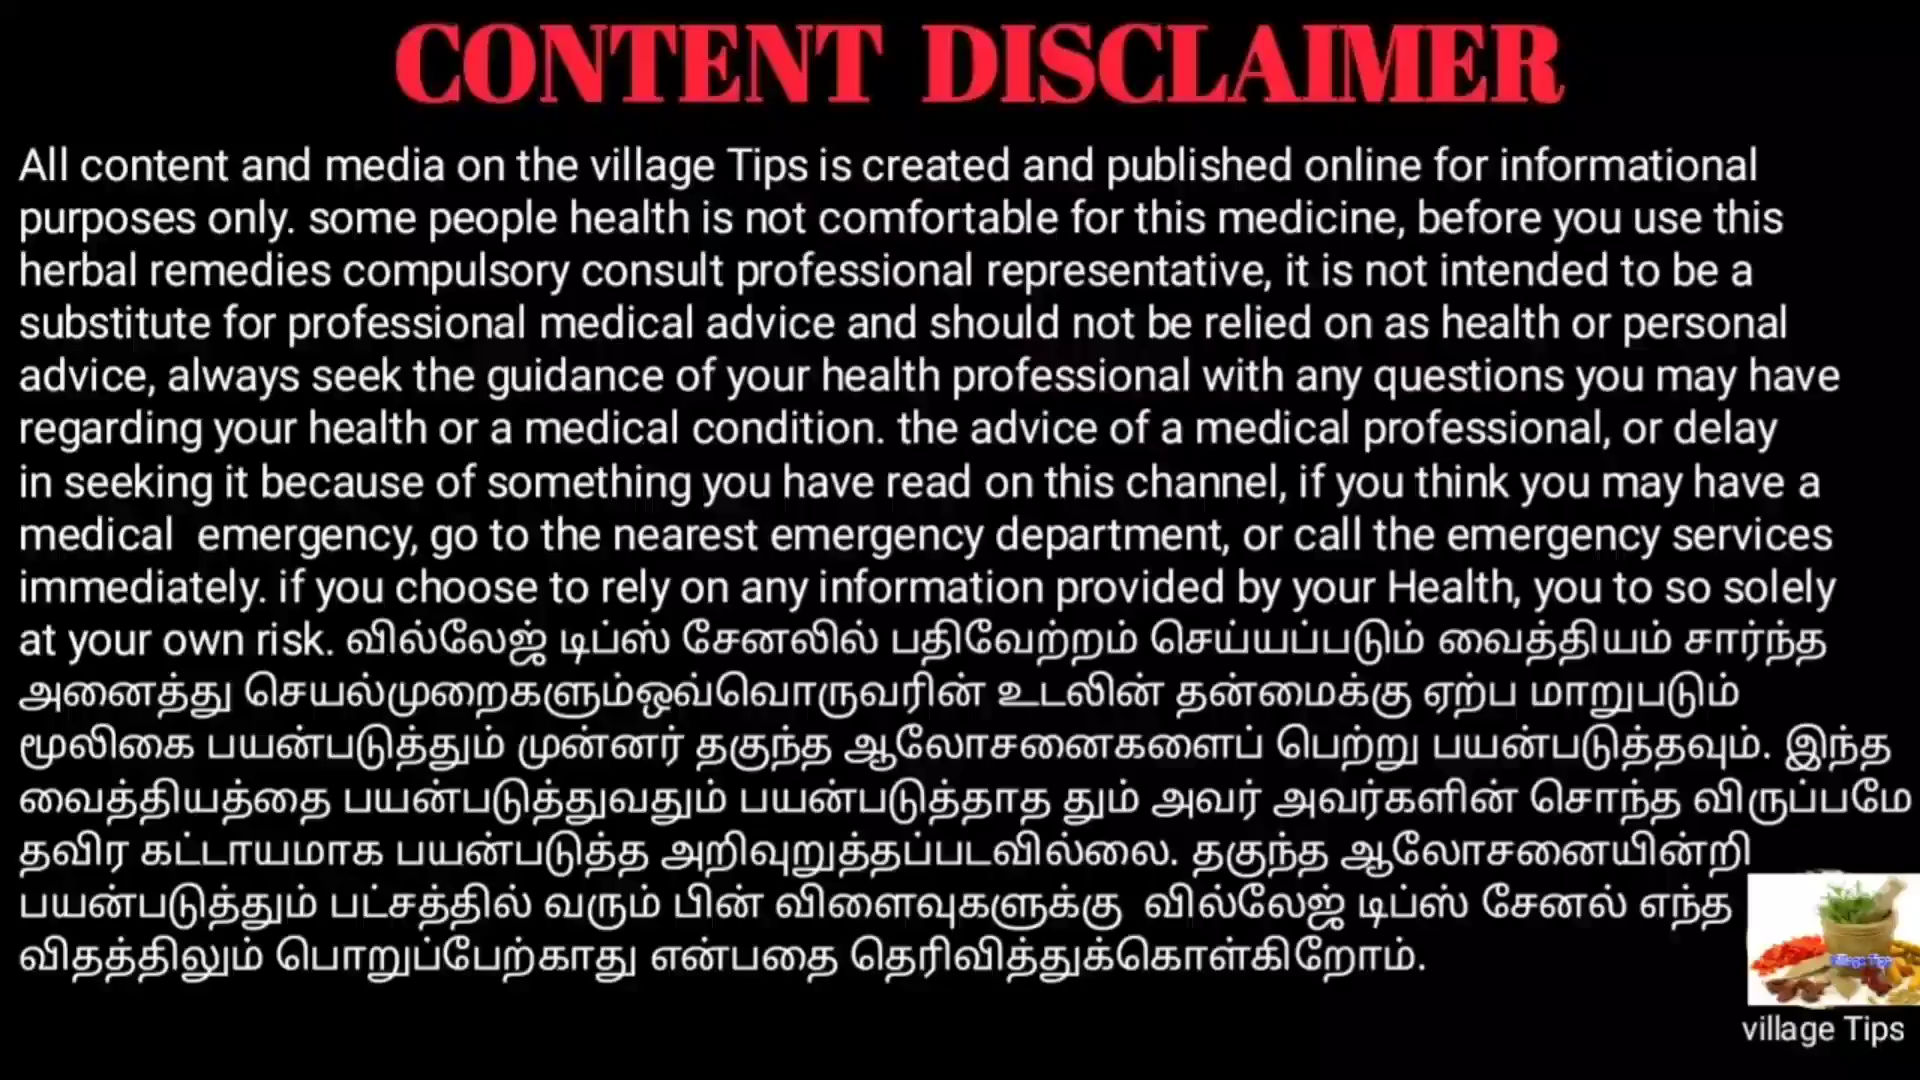 CONTENT DISCLAIMER
All content and media on the village Tips is created and published online for informational
purposes only. some people health is not comfortable for this medicine, before you use this
herbal remedies compulsory consult professional representative, it is not intended to be a
substitute for professional medical advice and should not be relied on as health or personal
advice, always seek the guidance of your health professional with any questions you may have
regarding your health or a medical condition. the advice of a medical professional, or delay
in seeking it because of something you have read on this channel, if you think you may have a
medical  emergency, go to the nearest emergency department, or call the emergency services
immediately. if you choose to rely on any information provided by your Health, you to so solely
at your own risk. வில்லேஜ் டிப்ஸ் சேனலில் பதிவேற்றம் செய்யப்படும் வைத்தியம் சார்ந்த
அனைத்து செயல்முறைகளும்ஒவ்வொருவரின் உடலின் தன்மைக்கு ஏற்ப மாறுபடும்
மூலிகை பயன்படுத்தும் முன்னர் தகுந்த ஆலோசனைகளைப் பெற்று பயன்படுத்தவும். இந்த
வைத்தியத்தை பயன்படுத்துவதும் பயன்படுத்தாத தும் அவர் அவர்களின் சொந்த விருப்பமே
தவிர கட்டாயமாக பயன்படுத்த அறிவுறுத்தப்படவில்லை. தகுந்த ஆலோசனையின்றி
பயன்படுத்தும் பட்சத்தில் வரும் பின் விளைவுகளுக்கு  வில்லேஜ் டிப்ஸ் சேனல் எந்த
விதத்திலும் பொறுப்பேற்காது என்பதை தெரிவித்துக்கொள்கிறோம்.
village Tips
village Tips